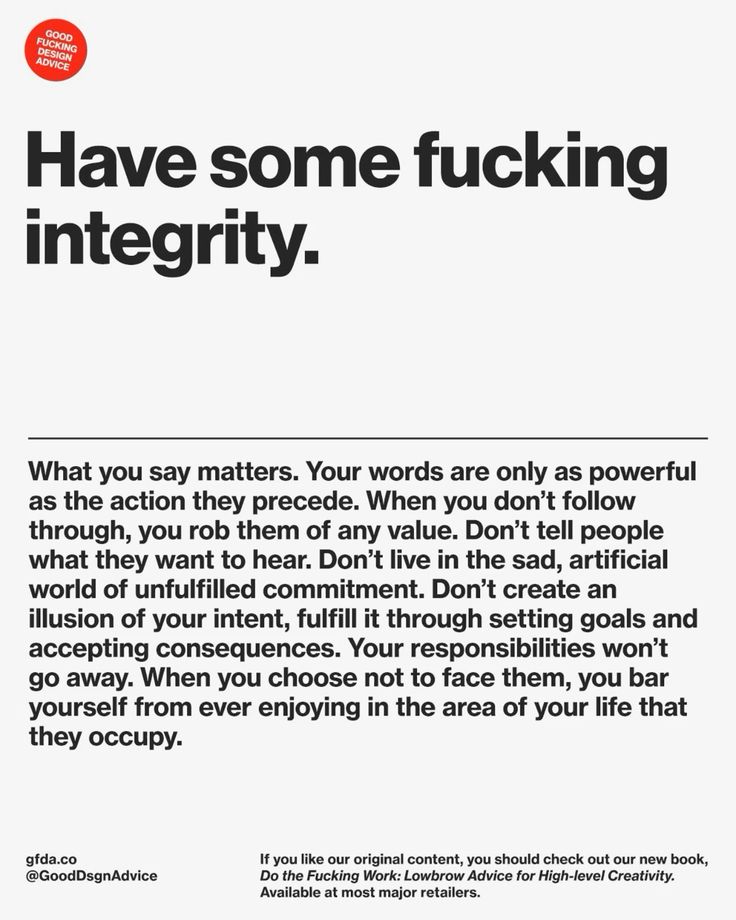 GOOD
FUCKING
DESIGN
ADVICE
Have some fucking
integrity.
What you say matters. Your words are only as powerful
as the action they precede. When you don’t follow
through, you rob them of any value. Don’t tell people
what they want to hear. Don’t live in the sad, artificial
world of unfulfilled commitment. Don’t create an
illusion of your intent, fulfill it through setting goals and
accepting consequences. Your responsibilities won’t
go away. When you choose not to face them, you bar
yourself from ever enjoying in the area of your life that
they occupy.
gfda.co
@GoodDsgnAdvice
If you like our original content, you should check out our new book,
Do the Fucking Work: Lowbrow Advice for High-level Creativity.
Available at most major retailers.